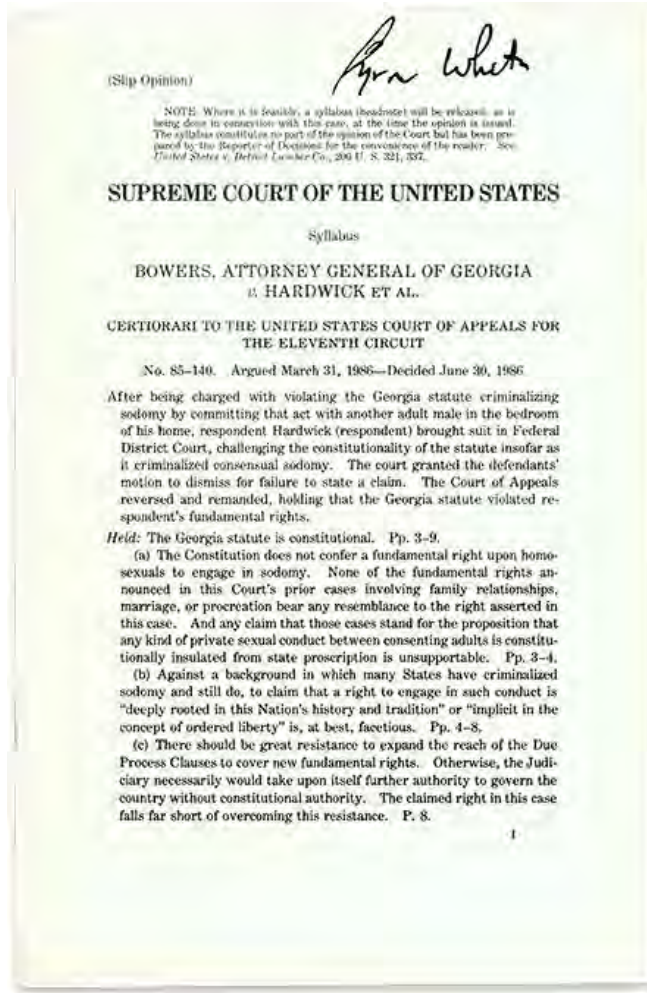 Byron White
(Slip Opinion)
NOTE: Where it is feasible, a syllabus (headnote) will be released, as is
being done in connection with this case, at the time the opinion is issued.
The syllabus constitutes no part of the opinion of the Court but has been pre-
pared by the Reporter of Decisions for the convenience of the reader. See
United States v. Detroit Lumber Co., 200 U. S. 321, 337.
SUPREME COURT OF THE UNITED STATES
Syllabus
BOWERS, ATTORNEY GENERAL OF GEORGIA
v. HARDWICK ET AL.
CERTIORARI TO THE UNITED STATES COURT OF APPEALS FOR
THE ELEVENTH CIRCUIT
No. 85–140. Argued March 31, 1986—Decided June 30, 1986
After being charged with violating the Georgia statute criminalizing
sodomy by committing that act with another adult male in the bedroom
of his home, respondent Hardwick (respondent) brought suit in Federal
District Court, challenging the constitutionality of the statute insofar as
it criminalized consensual sodomy. The court granted the defendants'
motion to dismiss for failure to state a claim. The Court of Appeals
reversed and remanded, holding that the Georgia statute violated re-
spondent's fundamental rights.
Held: The Georgia statute is constitutional. Pp. 3–9.
(a) The Constitution does not confer a fundamental right upon homo-
sexuals to engage in sodomy. None of the fundamental rights an-
nounced in this Court's prior cases involving family relationships,
marriage, or procreation bear any resemblance to the right asserted in
this case. And any claim that those cases stand for the proposition that
any kind of private sexual conduct between consenting adults is constitu-
tionally insulated from state proscription is unsupportable. Pp. 3–4.
(b) Against a background in which many States have criminalized
sodomy and still do, to claim that a right to engage in such conduct is
"deeply rooted in this Nation's history and tradition" or "implicit in the
concept of ordered liberty" is, at best, facetious. Pp. 4–8.
(c) There should be great resistance to expand the reach of the Due
Process Clauses to cover new fundamental rights. Otherwise, the Judi-
ciary necessarily would take upon itself further authority to govern the
country without constitutional authority. The claimed right in this case
falls far short of overcoming this resistance. P. 8.
I